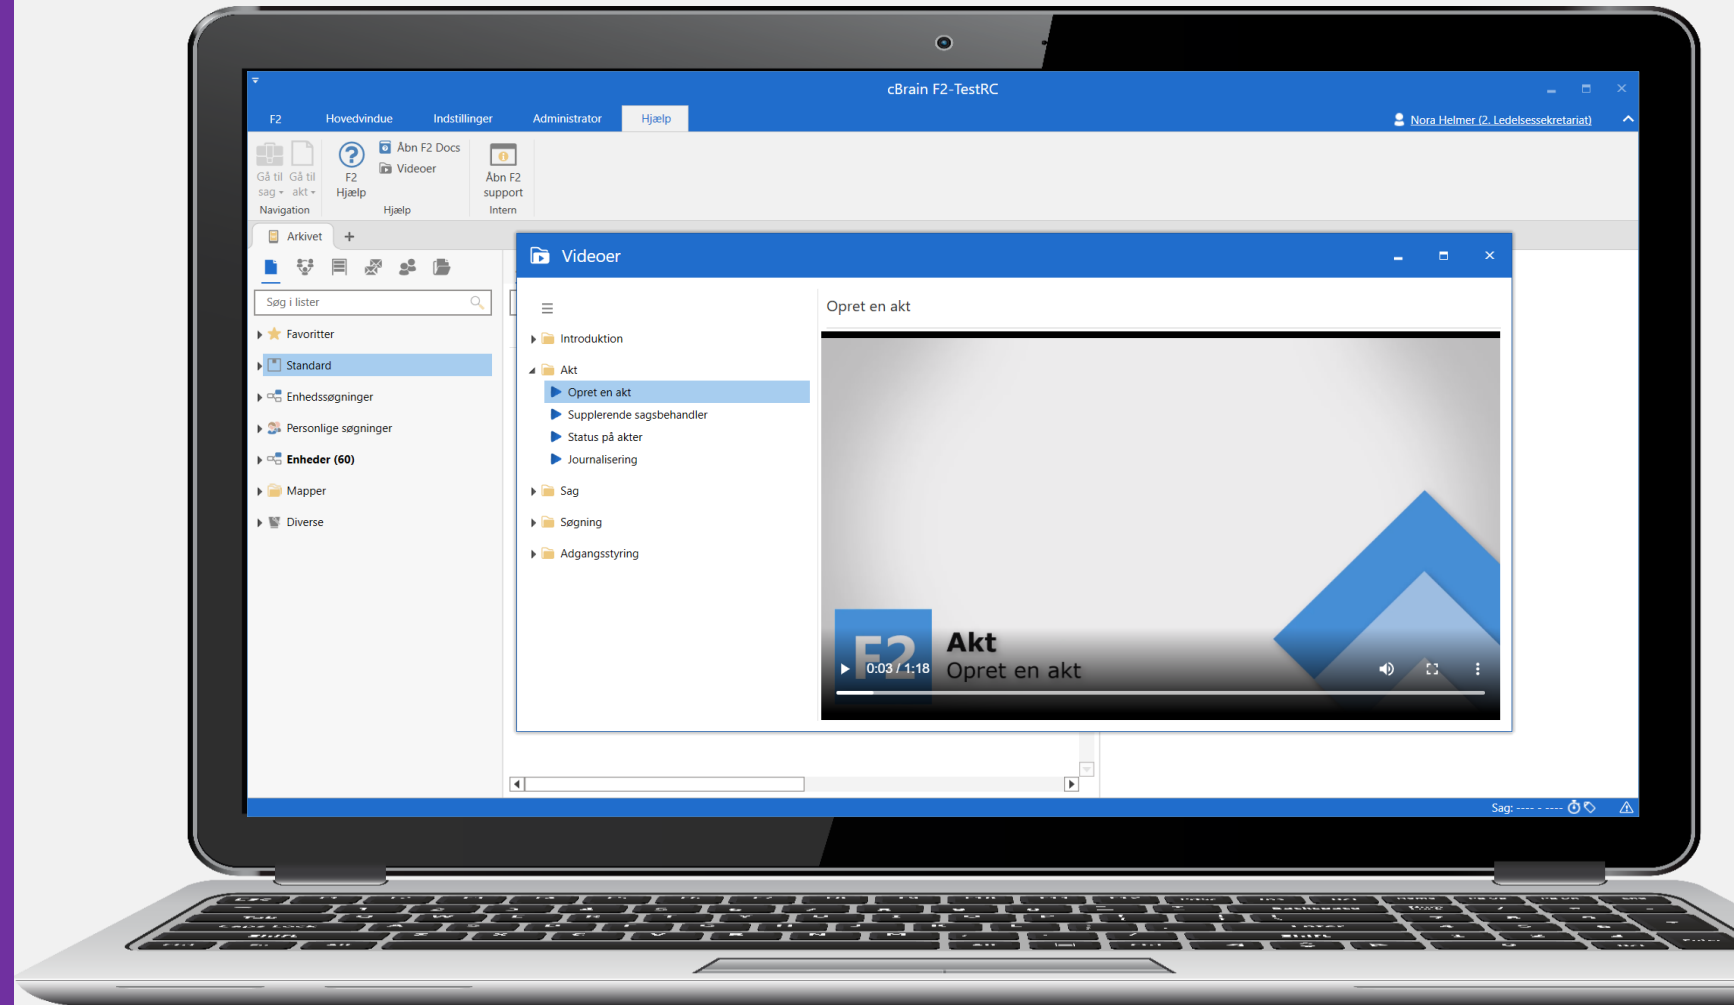 cBrain F2-TestRC
F2 Hovedvindue Indstillinger Administrator Hjælp
Nora Helmer (2. Ledelsessekretariat)
Gå til sag
Gå til akt
Navigation
F2 Hjælp
Åbn F2 Docs
Videoer
Hjælp
Åbn F2 support
Intern
Arkivet
Søg i lister
Favoritter
Standard
Enhedssøgninger
Personlige søgninger
Enheder (60)
Mapper
Diverse
Videoer
Introduktion
Akt
Opret en akt
Supplerende sagsbehandler
Status på akter
Journalisering
Sag
Søgning
Adgangsstyring
Opret en akt
F2
Akt
Opret en akt
0:03 / 1:18
Sag: ---- - ----